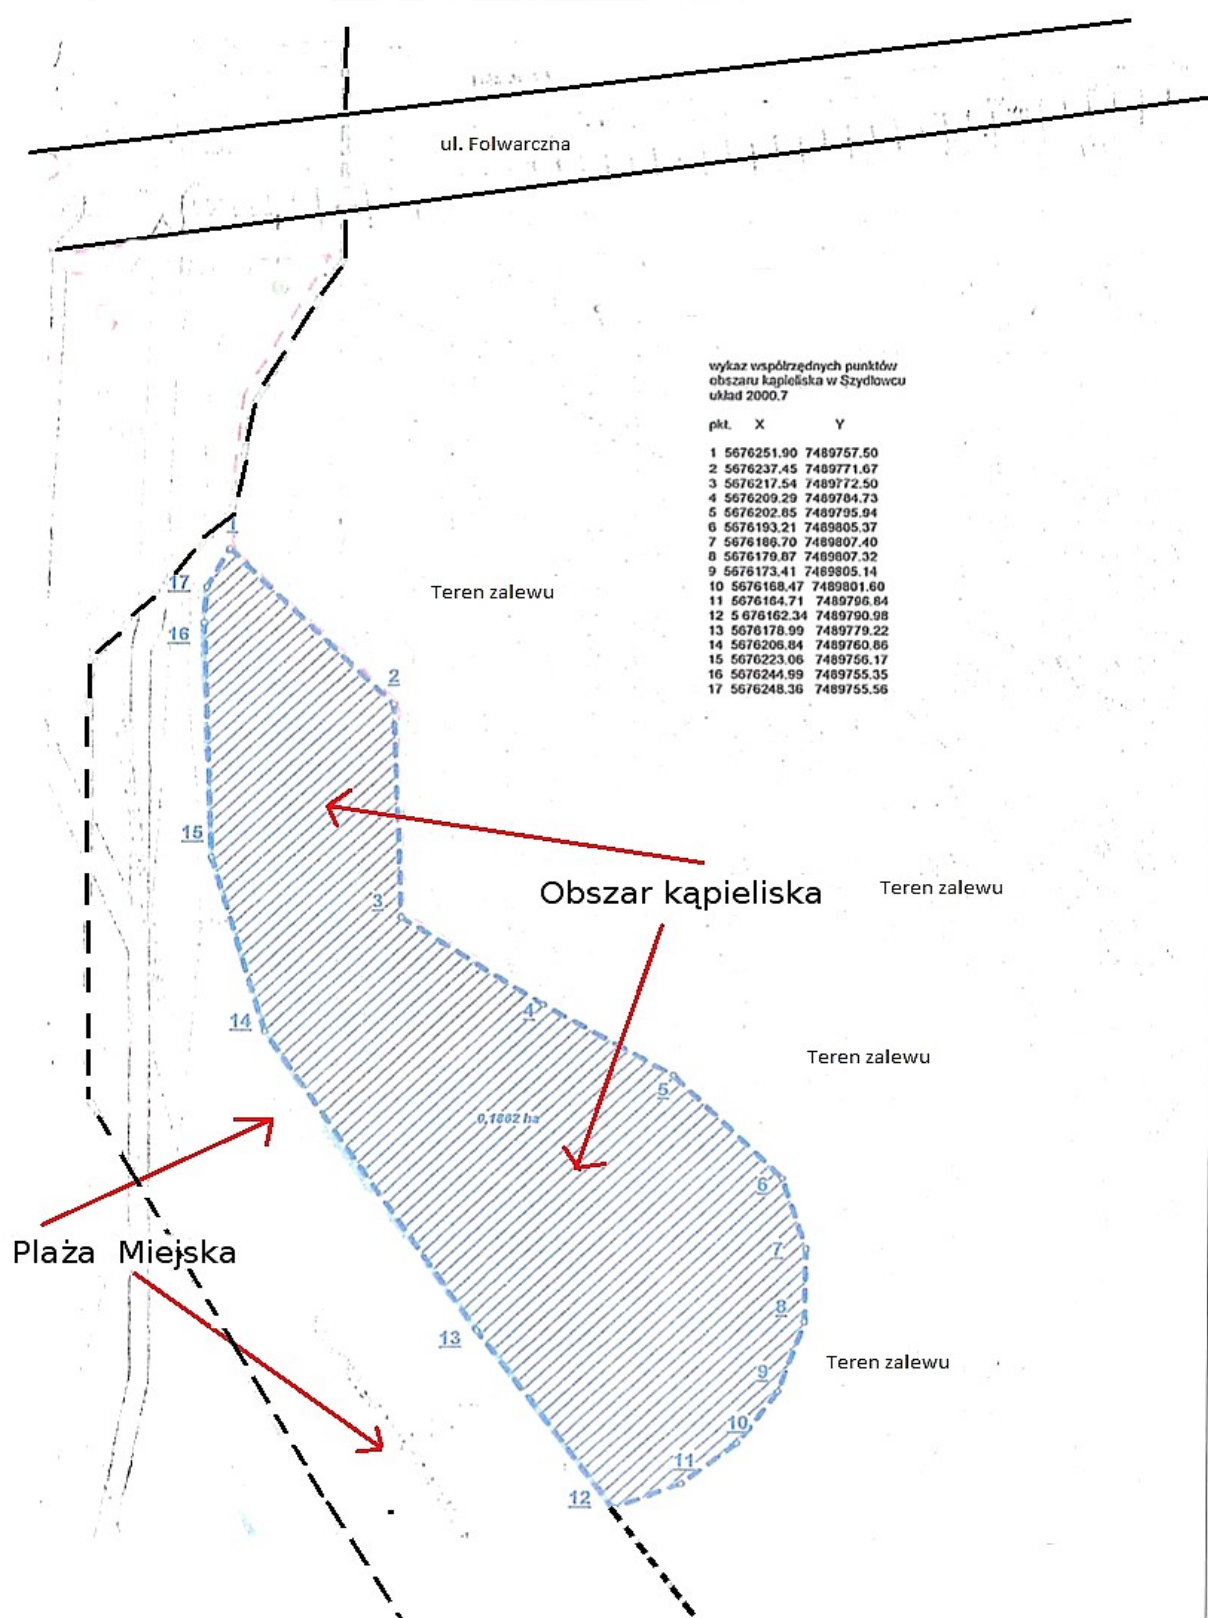 ul. Folwarczna
wykaz współrzędnych punktów
obszaru kąpieliska w Szydłowcu
układ 2000.7
pkt. X Y
1 5676251.90 7489757.50
2 5676237.45 7489771.67
3 5676217.54 7489772.50
4 5676209.29 7489784.73
5 5676202.85 7489795.94
6 5676193.21 7489805.37
7 5676186.70 7489807.40
8 5676179.87 7489807.32
9 5676173.41 7489805.14
10 5676168.47 7489801.60
11 5676164.71 7489796.84
12 5 676162.34 7489790.98
13 5676178.99 7489779.22
14 5676206.84 7489760.86
15 5676223.06 7489756.17
16 5676244.99 7489755.35
17 5676248.36 7489755.56
1
17
Teren zalewu
16
2
15
Obszar kąpieliska
Teren zalewu
3
4
14
Teren zalewu
5
0,1862 ha
6
Plaża Miejska
7
8
13
Teren zalewu
9
10
11
12